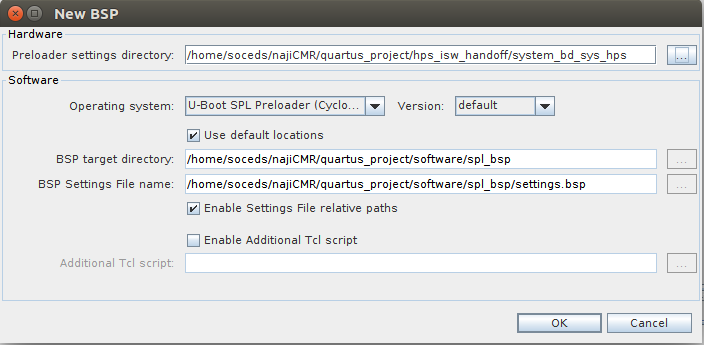 New BSP
Hardware
Preloader settings directory: /home/soceds/najiCMR/quartus_project/hps_isw_handoff/system_bd_sys_hps ...
Software
Operating system: U-Boot SPL Preloader (Cyclo... Version: default
Use default locations
BSP target directory: /home/soceds/najiCMR/quartus_project/software/spl_bsp ...
BSP Settings File name: /home/soceds/najiCMR/quartus_project/software/spl_bsp/settings.bsp ...
Enable Settings File relative paths
Enable Additional Tcl script
Additional Tcl script: ...
OK Cancel